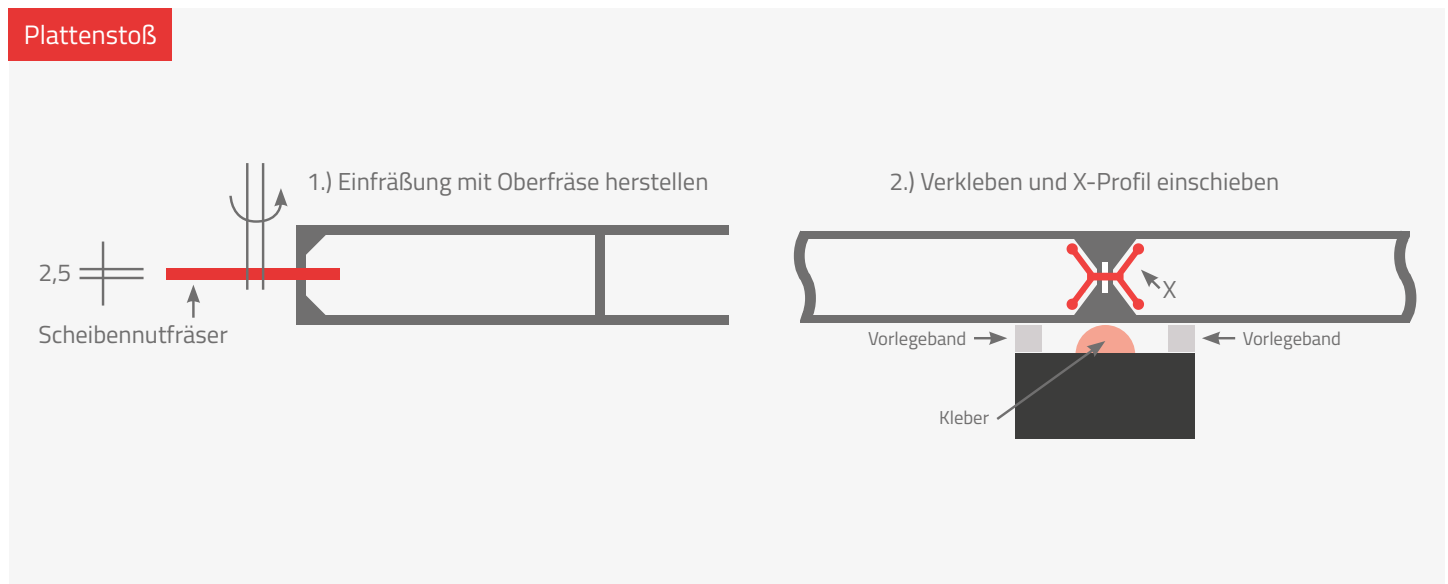 Plattenstoß
1.) Einfräßung mit Oberfräse herstellen
2,5
Scheibennutfräser
2.) Verkleben und X-Profil einschieben
X
Vorlegeband
Vorlegeband
Kleber